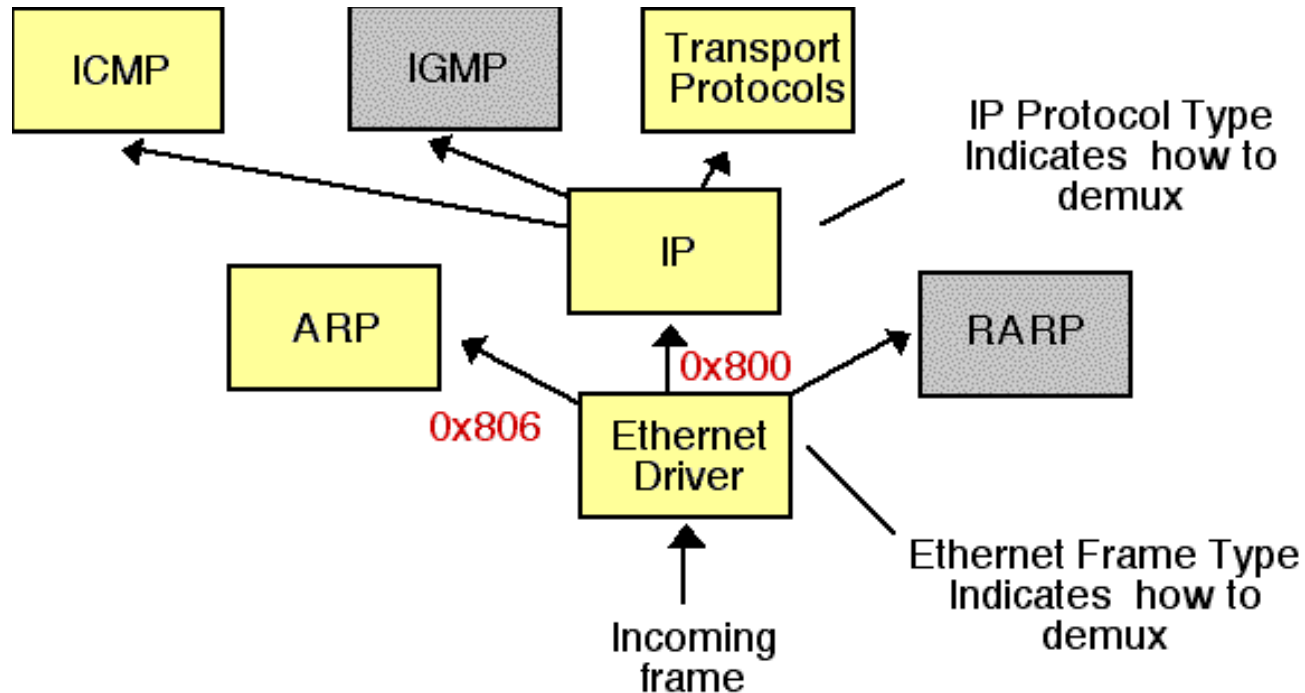 ICMP
IGMP
Transport
Protocols
IP Protocol Type
Indicates how to
demux
IP
ARP
RARP
0x800
0x806
Ethernet
Driver
Ethernet Frame Type
Indicates how to
demux
Incoming
frame